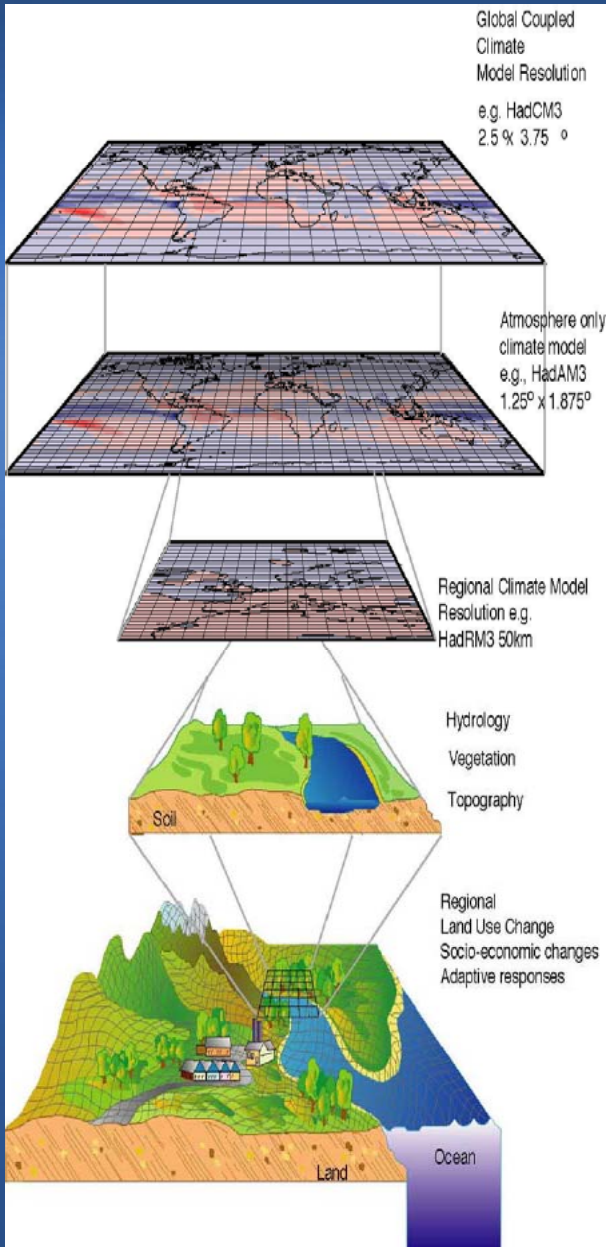 Global Coupled
Climate
Model Resolution
e.g. HadCM3
2.5 % 3.75 º
Atmosphere only
climate model
e.g., HadAM3
1.25º x 1.875º
Regional Climate Model
Resolution e.g.
HadRM3 50km
Hydrology
Vegetation
Topography
Soil
Regional
Land Use Change
Socio-economic changes
Adaptive responses
Ocean
Land